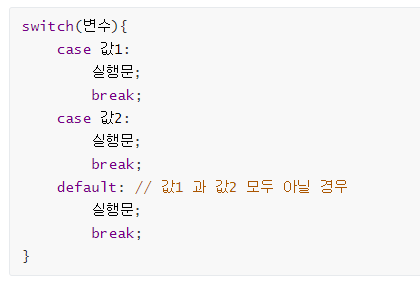 switch(변수){
    case 값1:
        실행문;
        break;
    case 값2:
        실행문;
        break;
    default: // 값1 과 값2 모두 아닐 경우
        실행문;
        break;
}